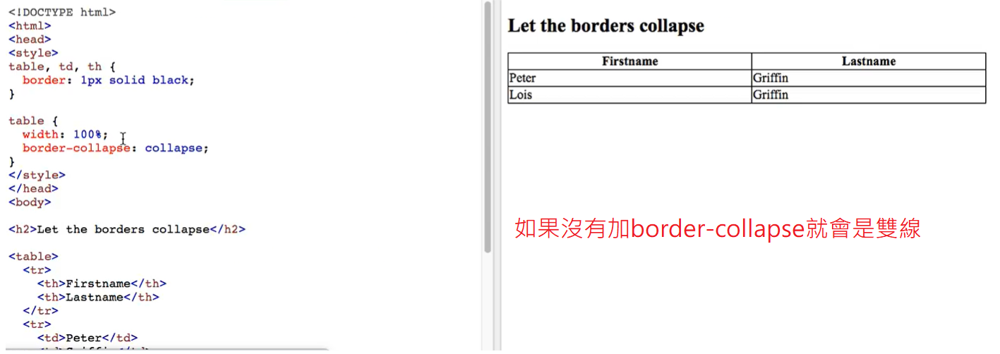 <!DOCTYPE html>
<html>
<head>
<style>
table, td, th {
  border: 1px solid black;
}
table {
  width: 100%;
  border-collapse: collapse;
}
</style>
</head>
<body>
<h2>Let the borders collapse</h2>
<table>
  <tr>
    <th>Firstname</th>
    <th>Lastname</th>
  </tr>
  <tr>
    <td>Peter</td>
Let the borders collapse
Firstname Lastname
Peter Griffin
Lois Griffin
如果沒有加border-collapse就會是雙線